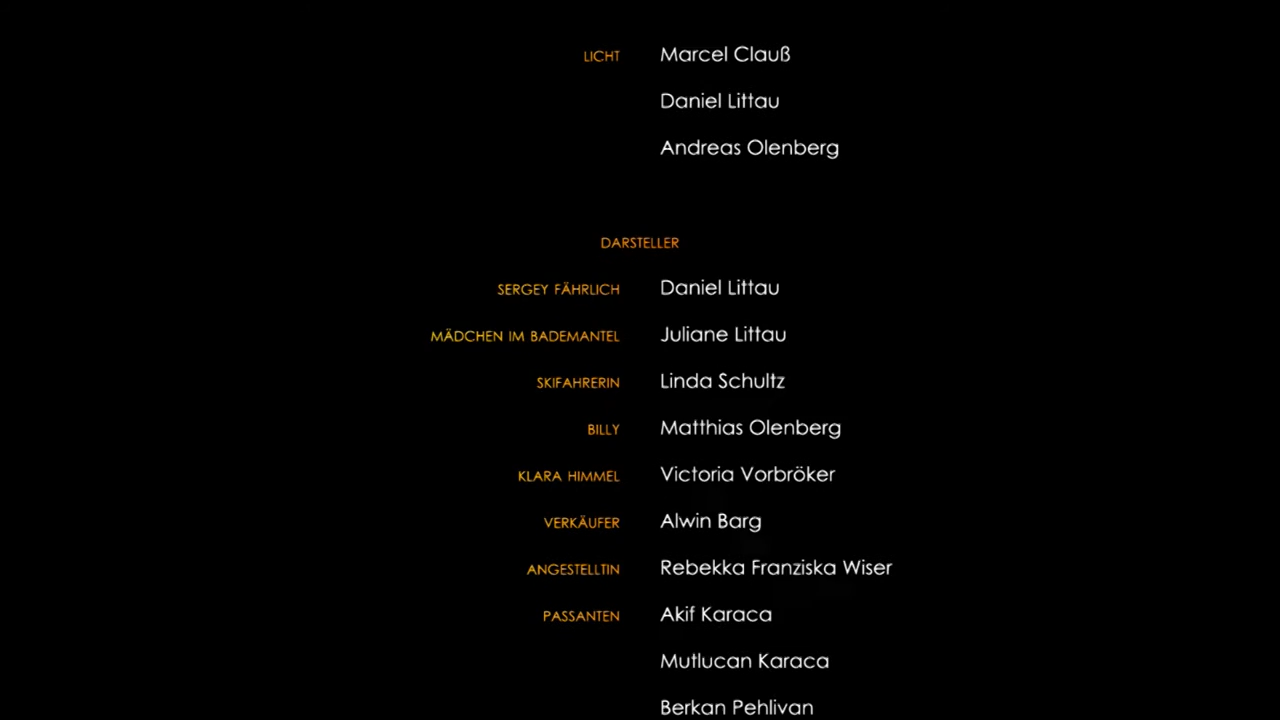 LICHT Marcel Clauß
Daniel Littau
Andreas Olenberg
DARSTELLER
SERGEY FÄHRLICH Daniel Littau
MÄDCHEN IM BADEMANTEL Juliane Littau
SKIFAHRERIN Linda Schultz
BILLY Matthias Olenberg
KLARA HIMMEL Victoria Vorbröker
VERKÄUFER Alwin Barg
ANGESTELLTIN Rebekka Franziska Wiser
PASSANTEN Akif Karaca
Mutlucan Karaca
Berkan Pehlivan